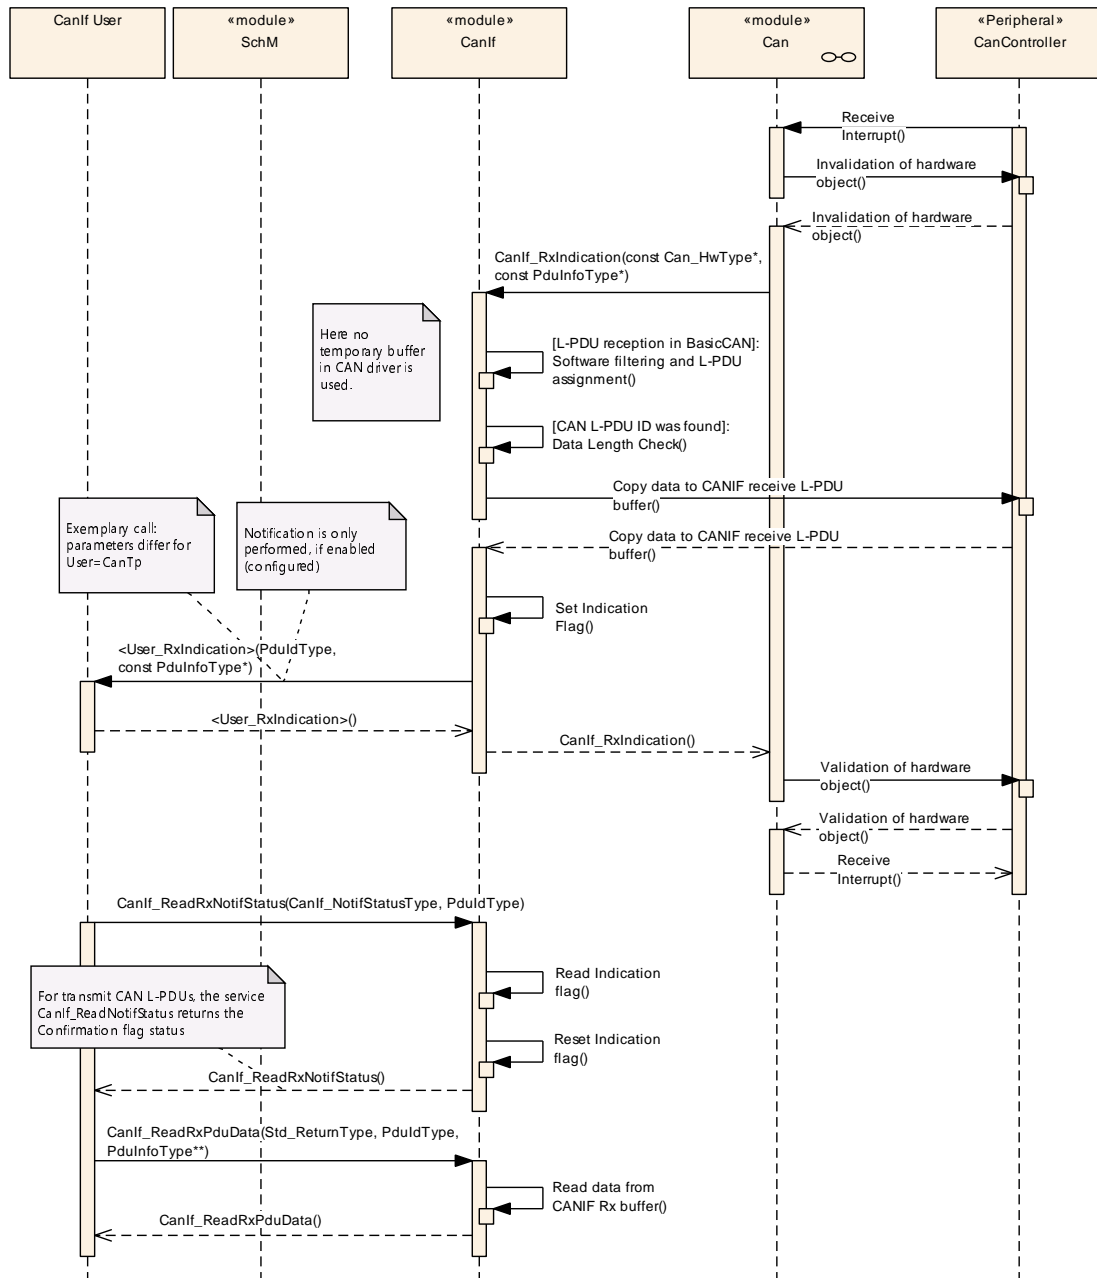 CanIf User
«module»
SchM
«module»
CanIf
«module»
Can
«Peripheral»
CanController
Receive
Interrupt()
Invalidation of hardware
object()
Invalidation of hardware
object()
CanIf_RxIndication(const Can_HwType*,
const PduInfoType*)
Here no
temporary buffer
in CAN driver is
used.
[L-PDU reception in BasicCAN]:
Software filtering and L-PDU
assignment()
[CAN L-PDU ID was found]:
Data Length Check()
Copy data to CANIF receive L-PDU
buffer()
Exemplary call:
parameters differ for
User=CanTp
Notification is only
performed, if enabled
(configured)
Copy data to CANIF receive L-PDU
buffer()
Set Indication
Flag()
<User_RxIndication>(PduIdType,
const PduInfoType*)
<User_RxIndication>()
CanIf_RxIndication()
Validation of hardware
object()
Validation of hardware
object()
Receive
Interrupt()
CanIf_ReadRxNotifStatus(CanIf_NotifStatusType, PduIdType)
Read Indication
flag()
For transmit CAN L-PDUs, the service
CanIf_ReadNotifStatus returns the
Confirmation flag status
Reset Indication
flag()
CanIf_ReadRxNotifStatus()
CanIf_ReadRxPduData(Std_ReturnType, PduIdType,
PduInfoType**)
Read data from
CANIF Rx buffer()
CanIf_ReadRxPduData()